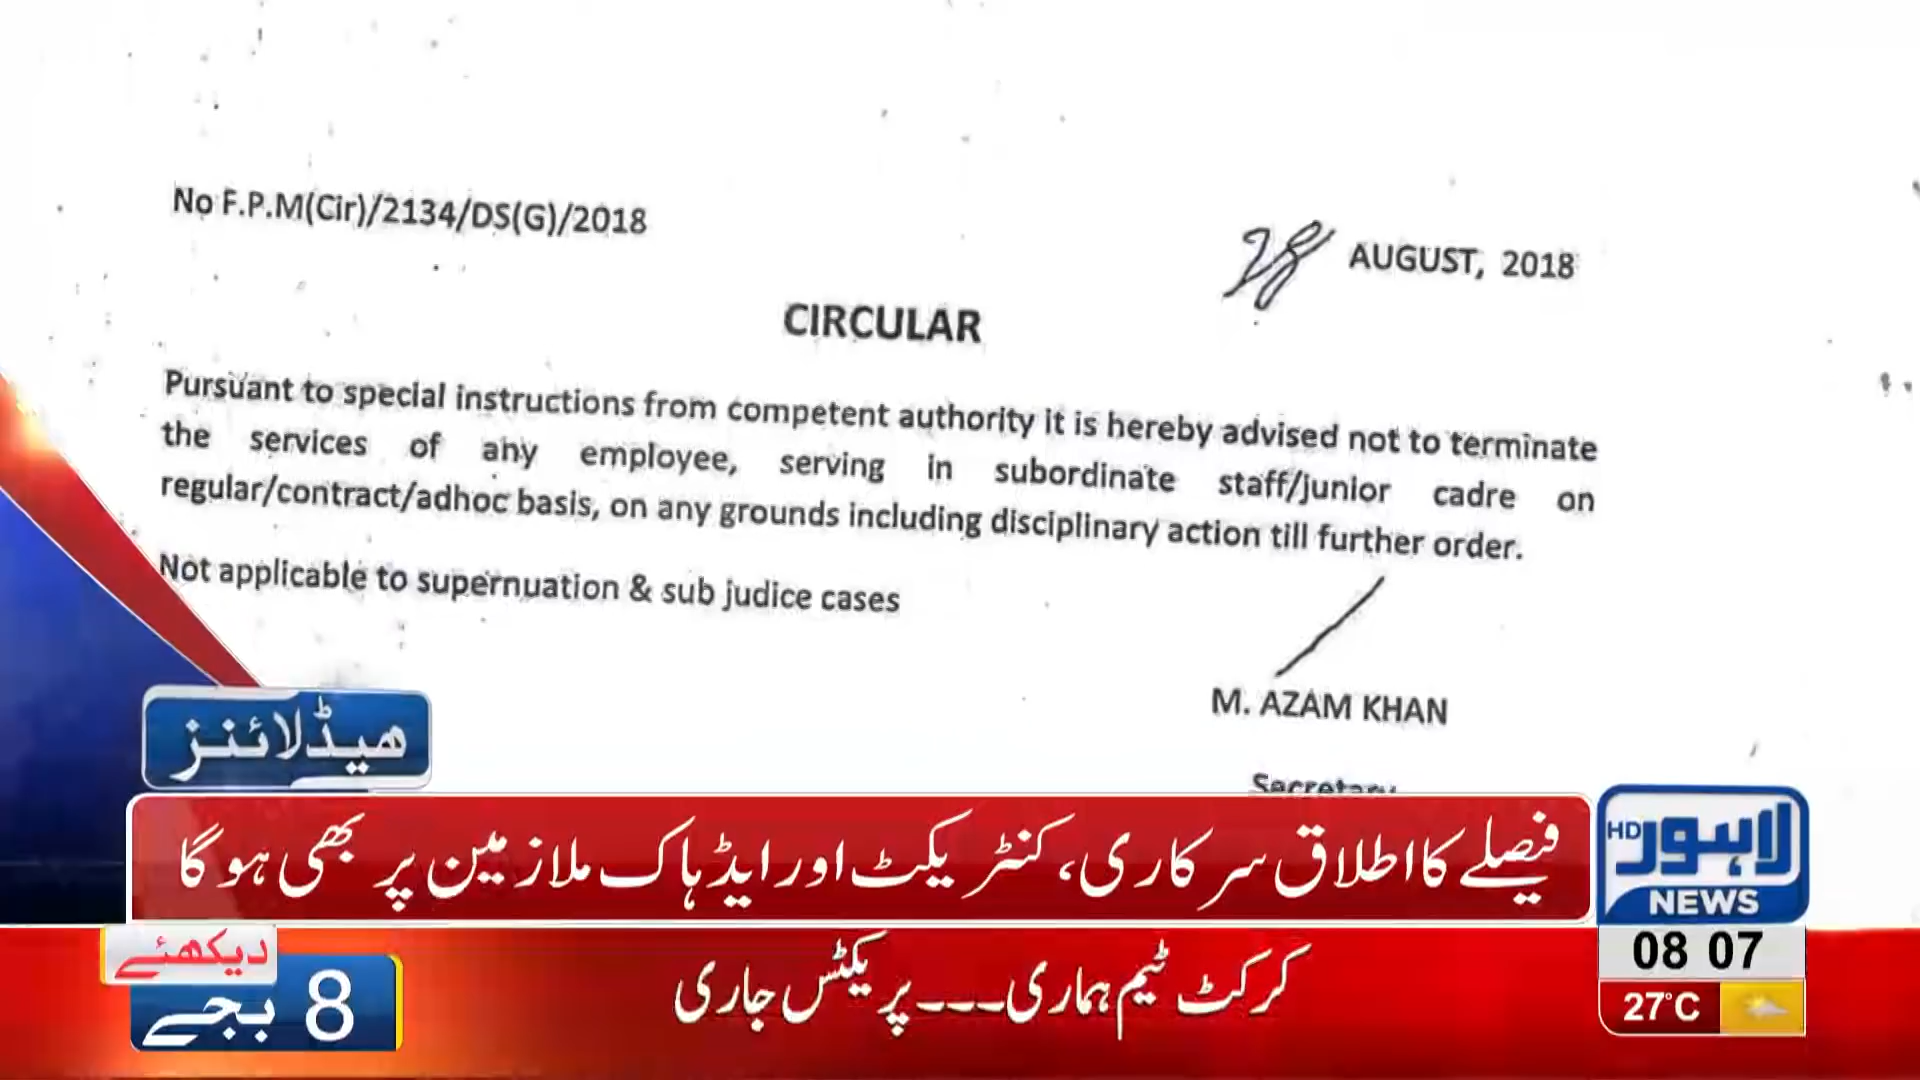 No F.P.M(Cir)/2134/DS(G)/2018
28 AUGUST, 2018
CIRCULAR
Pursuant to special instructions from competent authority it is hereby advised not to terminate
the services of any employee, serving in subordinate staff/junior cadre on
regular/contract/adhoc basis, on any grounds including disciplinary action till further order.
Not applicable to supernuation & sub judice cases
M. AZAM KHAN
Secretary
ھیڈلائنز
فیصلے کا اطلاق سرکاری، کنٹریکٹ اور ایڈہاک ملازمین پر بھی ہو گا
لاہور HD
NEWS
دیکھئے
8 بجے
کرکٹ ٹیم ہماری۔۔۔پریکٹس جاری
08 07
27°C